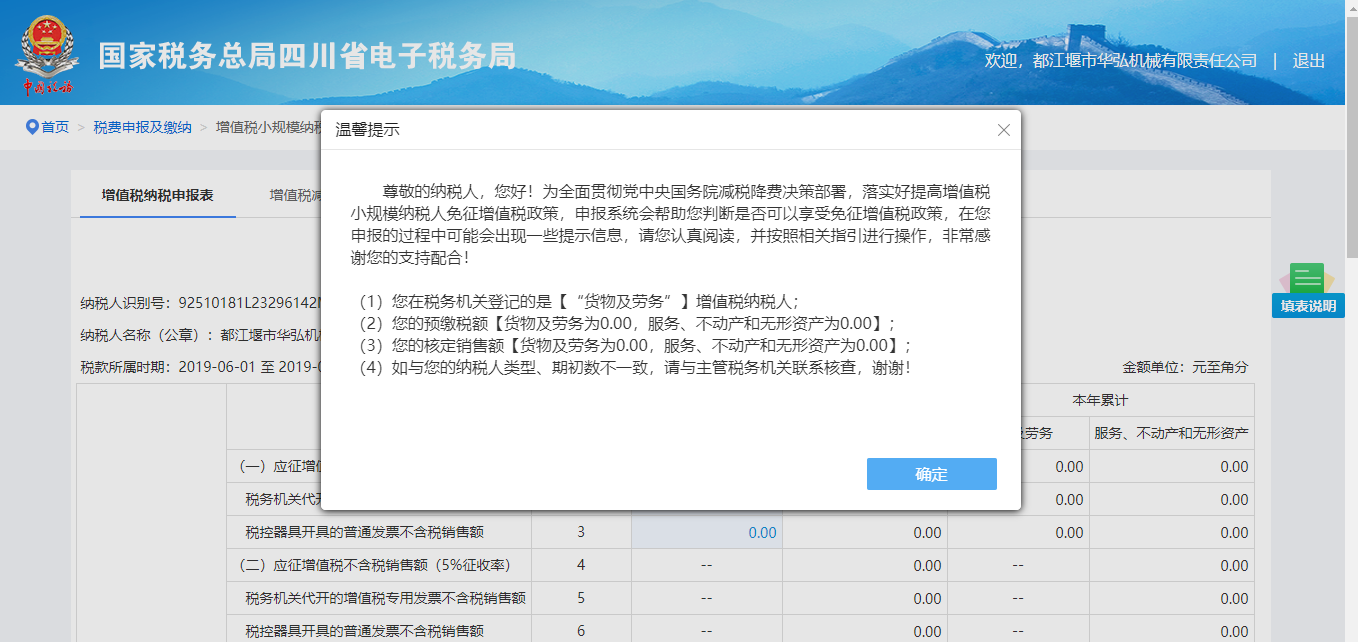 国家税务总局四川省电子税务局
欢迎，都江堰市华弘机械有限责任公司 | 退出
首页 > 税费申报及缴纳 > 增值税小规模纳税
温馨提示
增值税纳税申报表 增值税减
尊敬的纳税人，您好！为全面贯彻党中央国务院减税降费决策部署，落实好提高增值税
小规模纳税人免征增值税政策，申报系统会帮助您判断是否可以享受免征增值税政策，在您
申报的过程中可能会出现一些提示信息，请您认真阅读，并按照相关指引进行操作，非常感
谢您的支持配合！
（1）您在税务机关登记的是【“货物及劳务”】增值税纳税人；
（2）您的预缴税额【货物及劳务为0.00，服务、不动产和无形资产为0.00】；
（3）您的核定销售额【货物及劳务为0.00，服务、不动产和无形资产为0.00】；
（4）如与您的纳税人类型、期初数不一致，请与主管税务机关联系核查，谢谢！
确定
填表说明
纳税人识别号：92510181L23296142
纳税人名称（公章）：都江堰市华弘机
税款所属时期：2019-06-01 至 2019-0
金额单位：元至角分
本年累计
及劳务 服务、不动产和无形资产
（一）应征增值 0.00 0.00
税务机关代开 0.00 0.00
税控器具开具的普通发票不含税销售额 3 0.00 0.00 0.00 0.00
（二）应征增值税不含税销售额（5%征收率） 4 -- 0.00 -- 0.00
税务机关代开的增值税专用发票不含税销售额 5 -- 0.00 -- 0.00
税控器具开具的普通发票不含税销售额 6 -- 0.00 -- 0.00